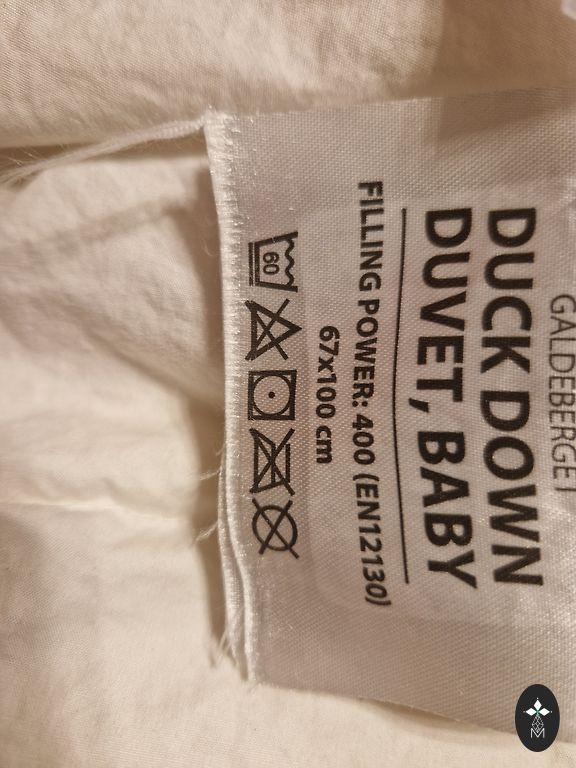 GALDEBERGET
DUCK DOWN
DUVET, BABY
FILLING POWER: 400 (EN12130)
67x100 cm
60